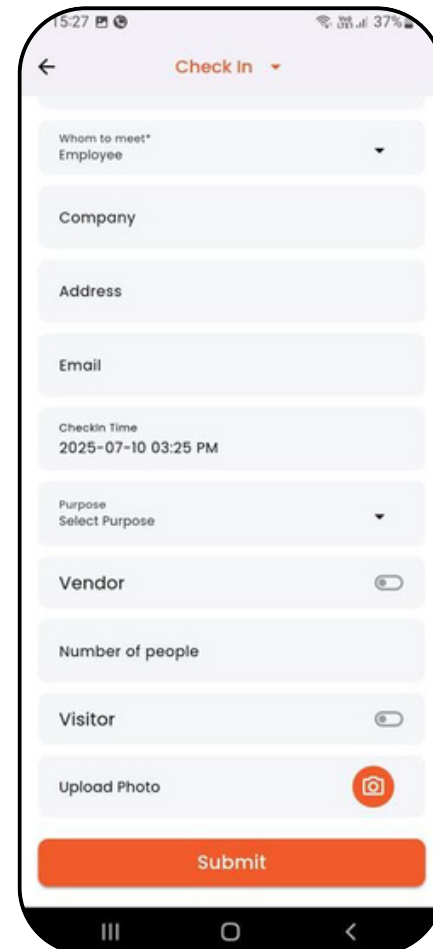 15:27 37%
Check In
Whom to meet*
Employee
Company
Address
Email
CheckIn Time
2025-07-10 03:25 PM
Purpose
Select Purpose
Vendor
Number of people
Visitor
Upload Photo
Submit